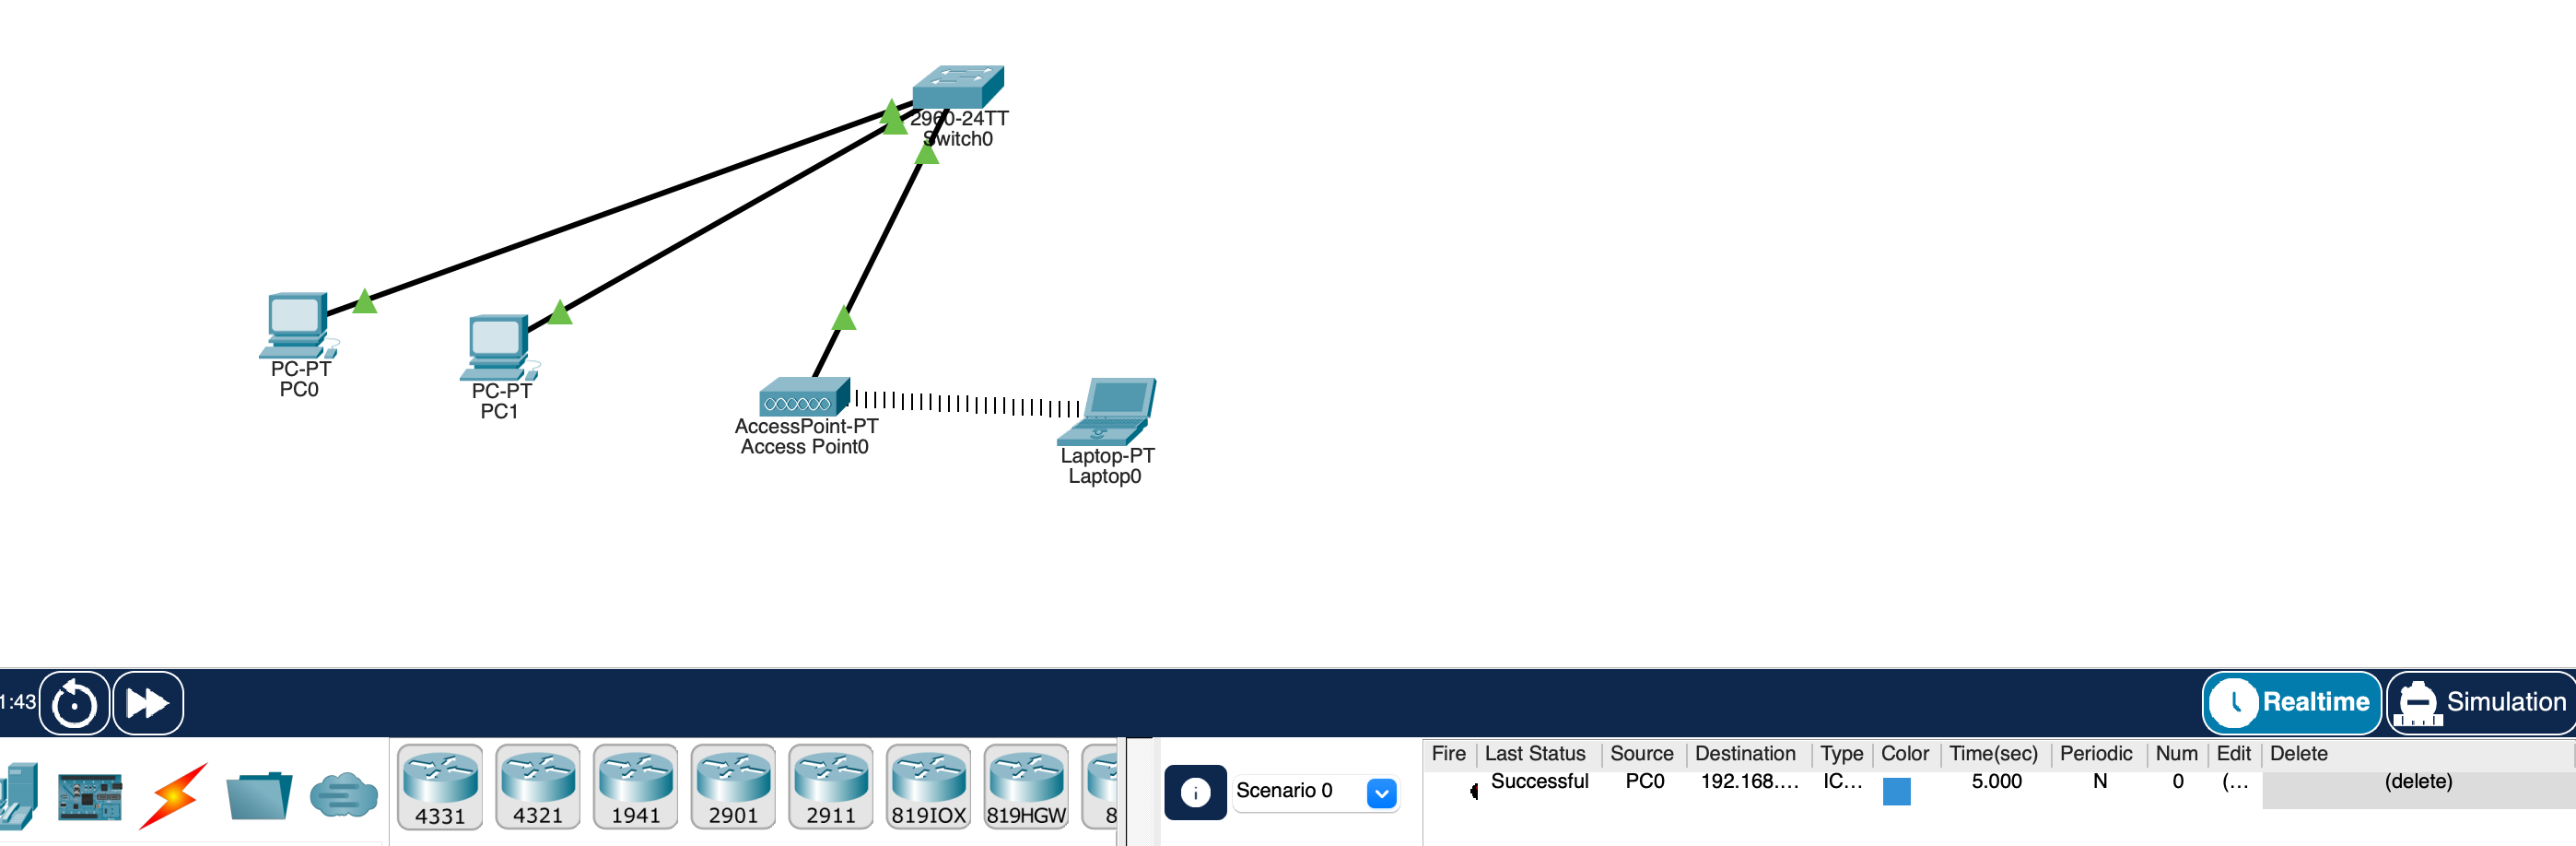 2960-24TT
Switch0
PC-PT
PC0
PC-PT
PC1
AccessPoint-PT
Access Point0
Laptop-PT
Laptop0
1:43
Realtime
Simulation
4331
4321
1941
2901
2911
819IOX
819HGW
8
Scenario 0
Fire Last Status Source Destination Type Color Time(sec) Periodic Num Edit Delete
Successful PC0 192.168.... IC... 5.000 N 0 (... (delete)